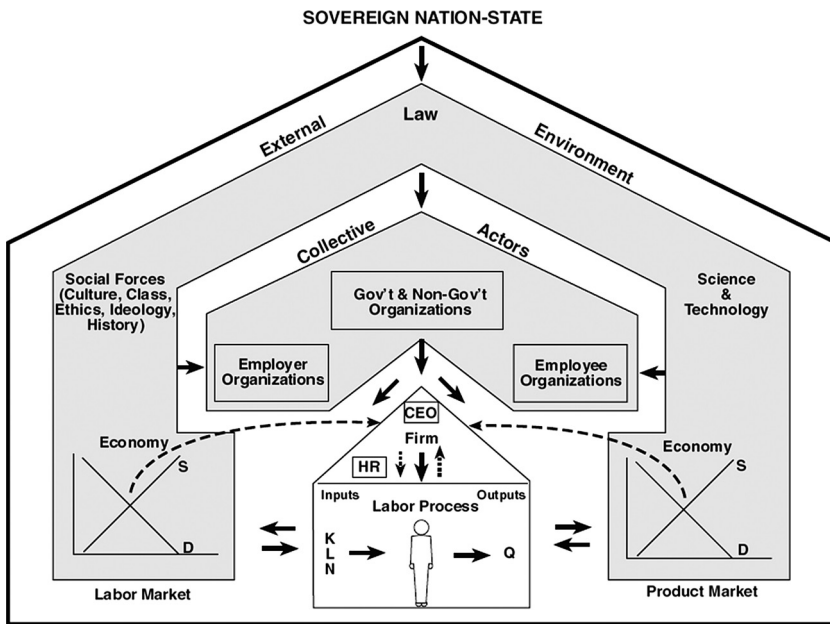 SOVEREIGN NATION-STATE
External
Law
Environment
Collective
Actors
Social Forces
(Culture, Class,
Ethics, Ideology,
History)
Gov't & Non-Gov't
Organizations
Science
&
Technology
Employer
Organizations
Employee
Organizations
CEO
Firm
HR
Economy
S
D
Labor Market
Inputs
Labor Process
Outputs
K
L
N
Q
Economy
S
D
Product Market